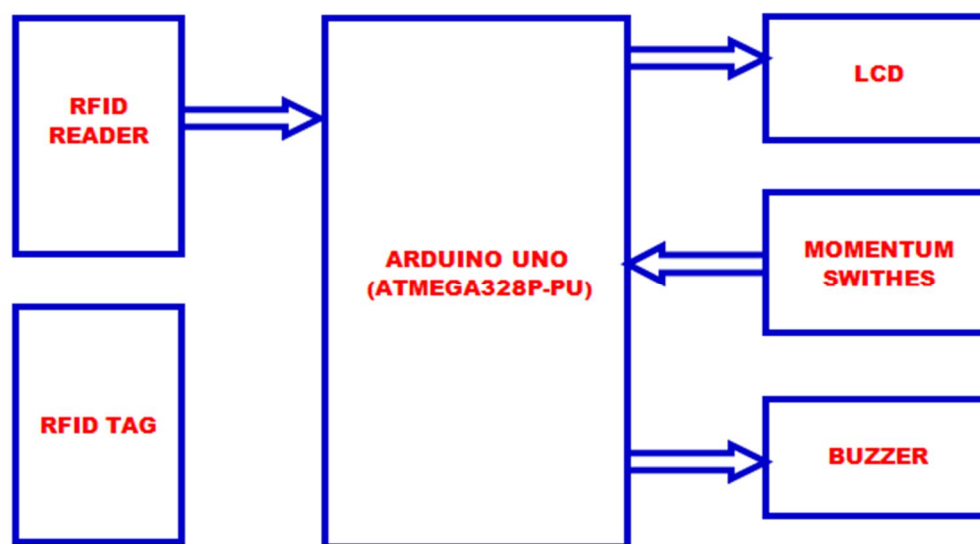 RFID
READER
RFID TAG
ARDUINO UNO
(ATMEGA328P-PU)
LCD
MOMENTUM
SWITHES
BUZZER